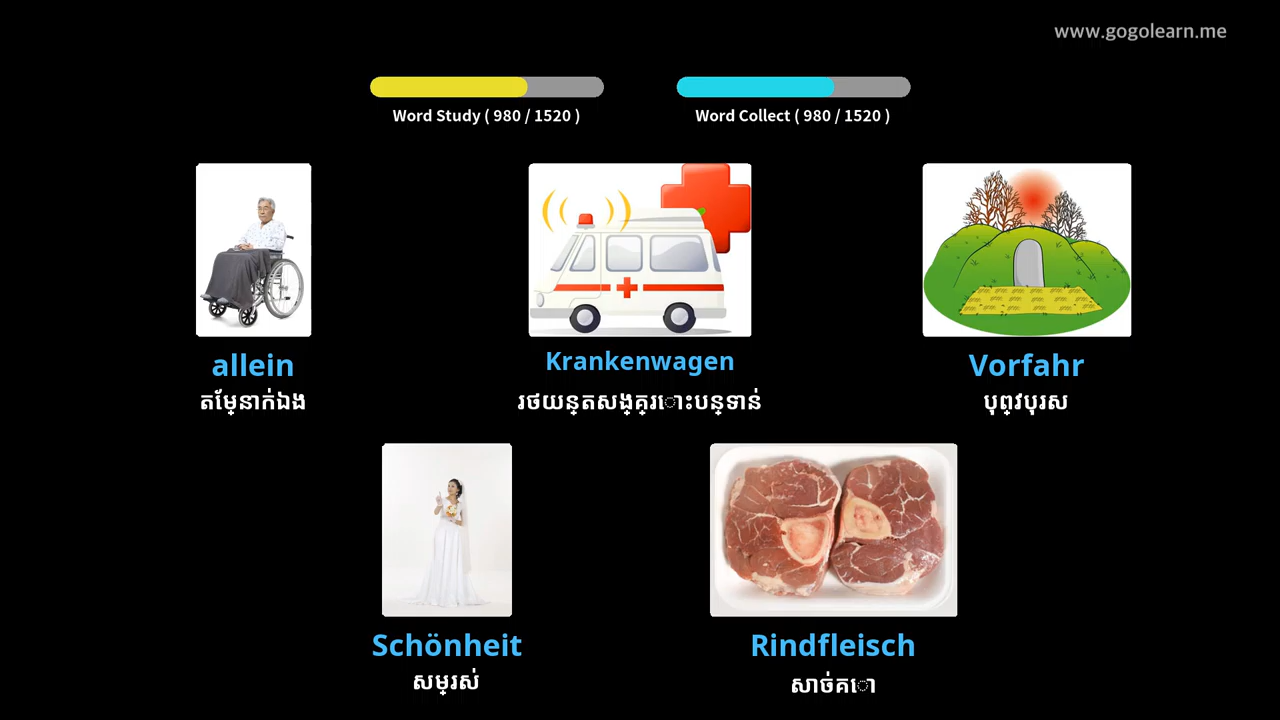 www.gogolearn.me
Word Study ( 980 / 1520 )
Word Collect ( 980 / 1520 )
allein
តែម្នាក់ឯង
Krankenwagen
រថយន្តសង្គ្រោះបន្ទាន់
Vorfahr
បុព្វបុរស
Schönheit
សម្រស់
Rindfleisch
សាច់គោ